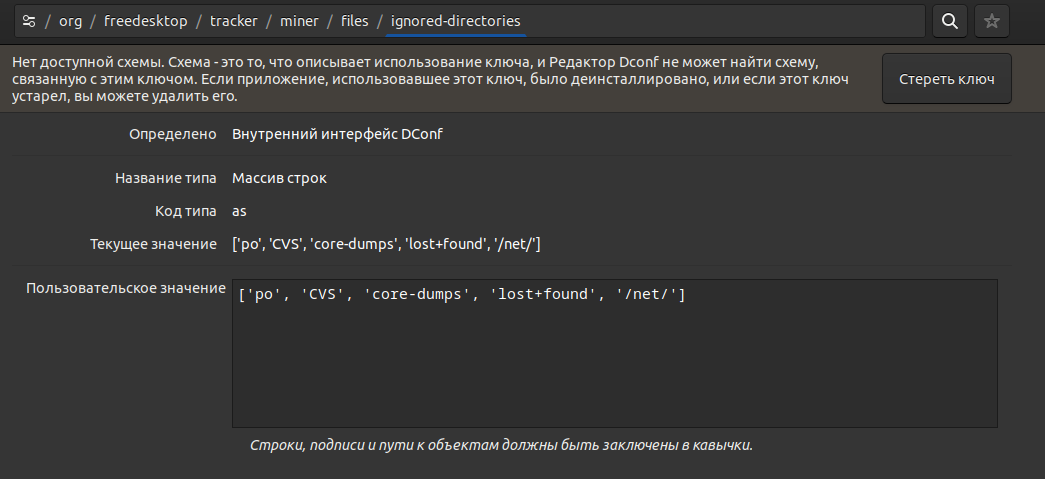 / org / freedesktop / tracker / miner / files / ignored-directories
Нет доступной схемы. Схема - это то, что описывает использование ключа, и Редактор Dconf не может найти схему,
связанную с этим ключом. Если приложение, использовавшее этот ключ, было деинсталлировано, или если этот ключ
устарел, вы можете удалить его.
Стереть ключ
Определено Внутренний интерфейс DConf
Название типа Массив строк
Код типа as
Текущее значение ['po', 'CVS', 'core-dumps', 'lost+found', '/net/']
Пользовательское значение ['po', 'CVS', 'core-dumps', 'lost+found', '/net/']
Строки, подписи и пути к объектам должны быть заключены в кавычки.